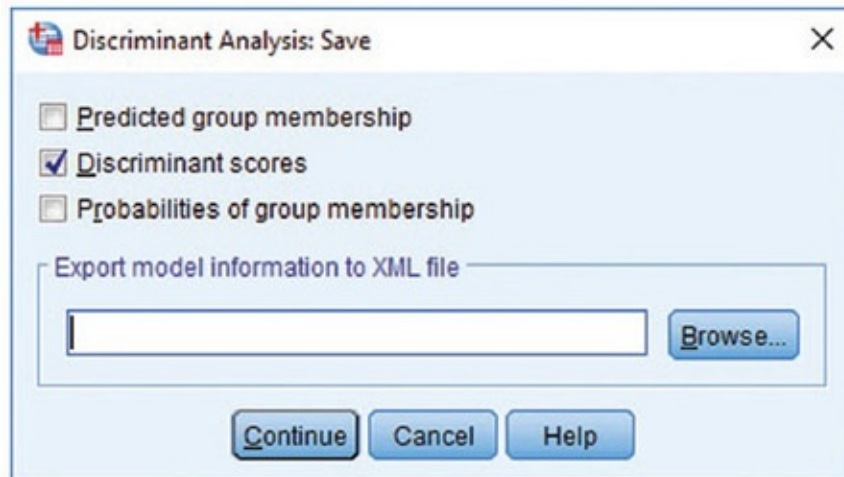 Discriminant Analysis: Save
Predicted group membership
Discriminant scores
Probabilities of group membership
Export model information to XML file
Browse...
Continue Cancel Help